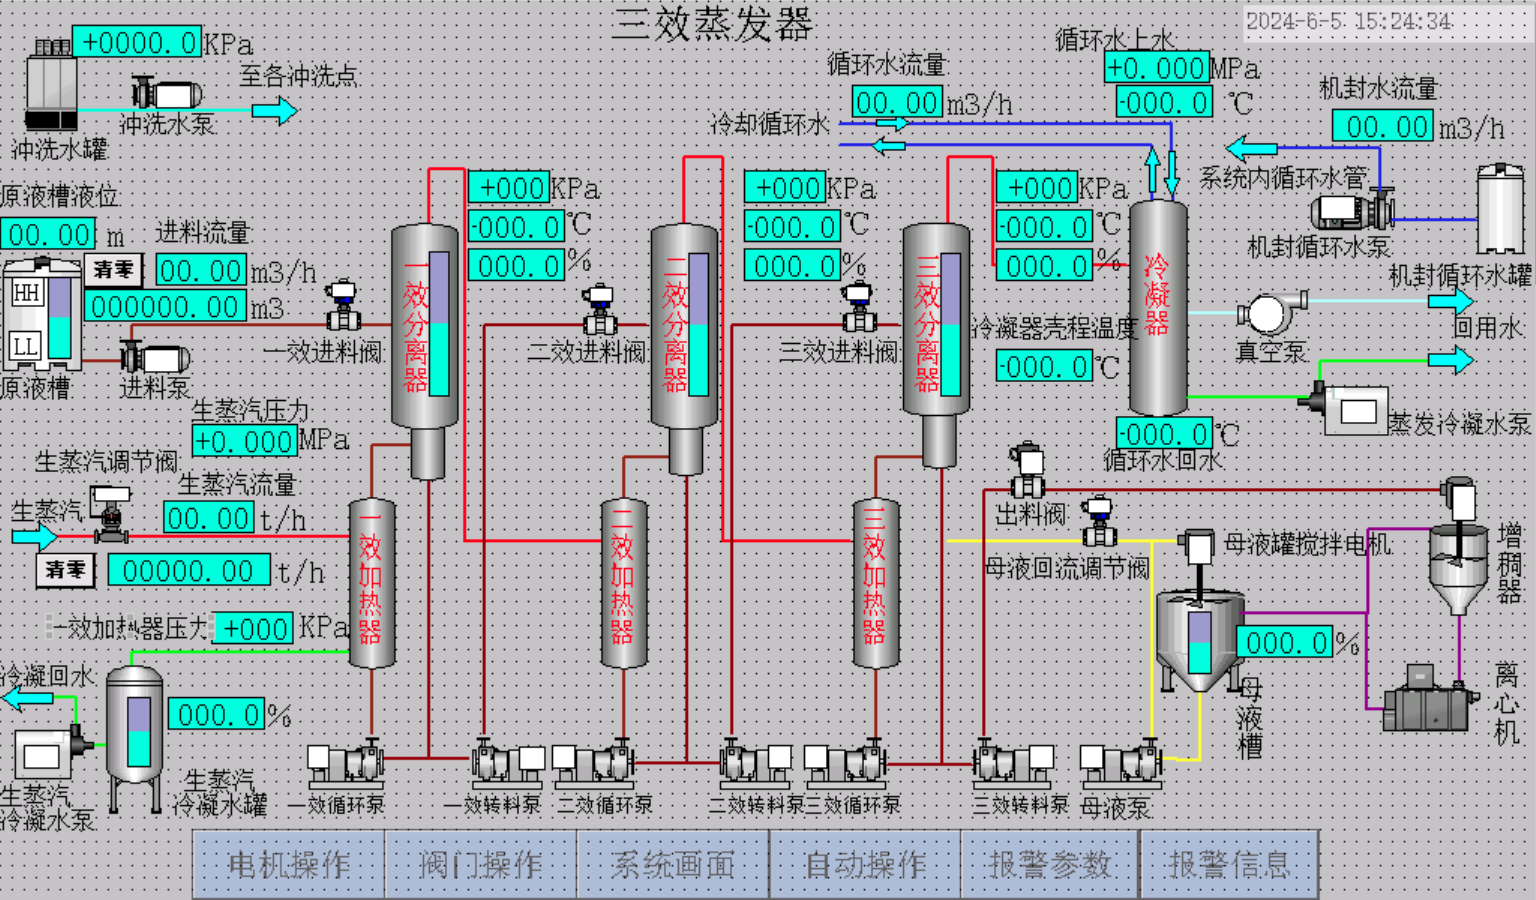 三效蒸发器
2024-6-5 15:24:34
+0000.0 KPa
至各冲洗点
冲洗水泵
冲洗水罐
循环水流量
00.00 m3/h
循环水上水
+0.000 MPa
-000.0 ℃
冷却循环水
机封水流量
00.00 m3/h
系统内循环水管
机封循环水泵
机封循环水罐
原液槽液位
00.00 m
进料流量
清零
00.00 m3/h
000000.00 m3
HH
LL
原液槽
进料泵
一效进料阀
一效分离器
+000 KPa
-000.0 ℃
000.0 %
二效进料阀
二效分离器
+000 KPa
-000.0 ℃
000.0 %
三效进料阀
三效分离器
+000 KPa
-000.0 ℃
000.0 %
冷凝器壳程温度
-000.0 ℃
冷凝器
真空泵
回用水
蒸发冷凝水泵
-000.0 ℃
循环水回水
生蒸汽压力
+0.000 MPa
生蒸汽调节阀
生蒸汽流量
生蒸汽
00.00 t/h
清零
00000.00 t/h
一效加热器压力
+000 KPa
一效加热器
二效加热器
三效加热器
出料阀
母液回流调节阀
母液罐搅拌电机
增稠器
000.0 %
母液槽
离心机
冷凝回水
000.0 %
生蒸汽
冷凝水罐
生蒸汽
冷凝水泵
一效循环泵
一效转料泵
二效循环泵
二效转料泵
三效循环泵
三效转料泵
母液泵
电机操作
阀门操作
系统画面
自动操作
报警参数
报警信息